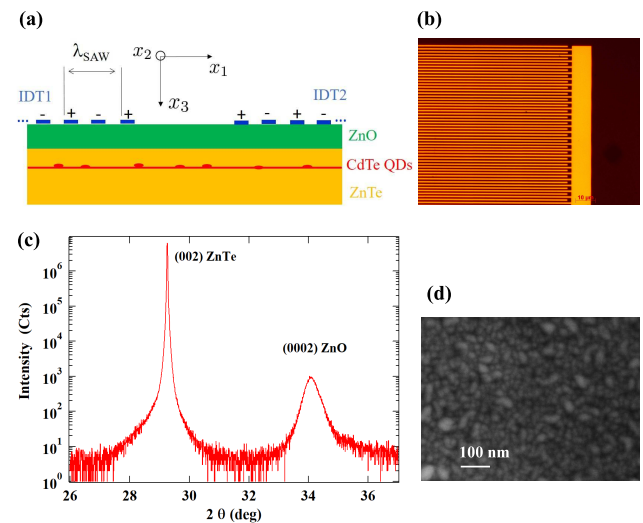 (a)
(b)
λSAW
x2
x1
x3
IDT1
IDT2
- + - +
+ - + -
ZnO
CdTe QDs
ZnTe
10 µm
(c)
(d)
(002) ZnTe
(0002) ZnO
Intensity (Cts)
10^6
10^5
10^4
10^3
10^2
10^1
10^0
26 28 30 32 34 36
2 θ (deg)
100 nm